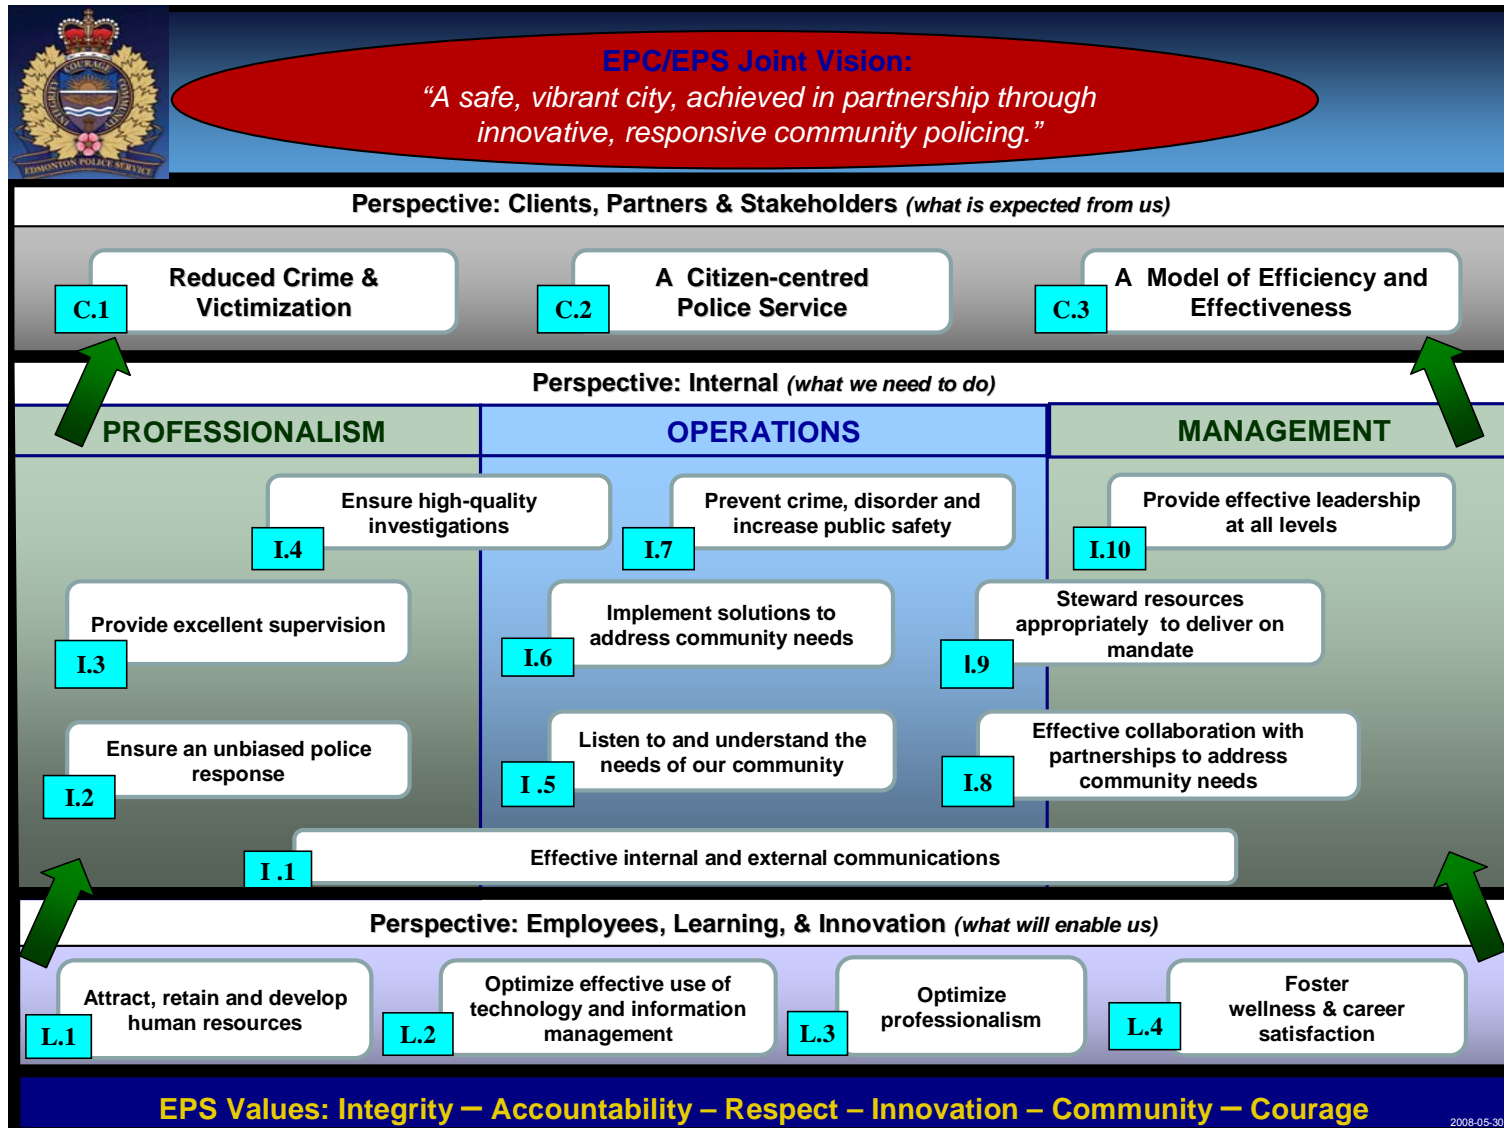 COURAGE
INTEGRITY
COMMUNITY
EDMONTON POLICE SERVICE
EPC/EPS Joint Vision:
“A safe, vibrant city, achieved in partnership through
innovative, responsive community policing.”
Perspective: Clients, Partners & Stakeholders (what is expected from us)
C.1
Reduced Crime &
Victimization
C.2
A Citizen-centred
Police Service
C.3
A Model of Efficiency and
Effectiveness
Perspective: Internal (what we need to do)
PROFESSIONALISM
OPERATIONS
MANAGEMENT
I.4
Ensure high-quality
investigations
I.7
Prevent crime, disorder and
increase public safety
I.10
Provide effective leadership
at all levels
I.3
Provide excellent supervision
I.6
Implement solutions to
address community needs
I.9
Steward resources
appropriately to deliver on
mandate
I.2
Ensure an unbiased police
response
I .5
Listen to and understand the
needs of our community
I.8
Effective collaboration with
partnerships to address
community needs
I .1
Effective internal and external communications
Perspective: Employees, Learning, & Innovation (what will enable us)
L.1
Attract, retain and develop
human resources
L.2
Optimize effective use of
technology and information
management
L.3
Optimize
professionalism
L.4
Foster
wellness & career
satisfaction
EPS Values: Integrity – Accountability – Respect – Innovation – Community – Courage
2008-05-30